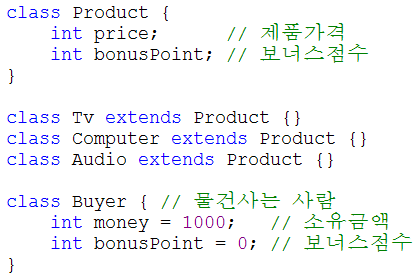 class Product {
    int price;      // 제품가격
    int bonusPoint; // 보너스점수
}

class Tv extends Product {}
class Computer extends Product {}
class Audio extends Product {}

class Buyer { // 물건사는 사람
    int money = 1000;   // 소유금액
    int bonusPoint = 0; // 보너스점수
}